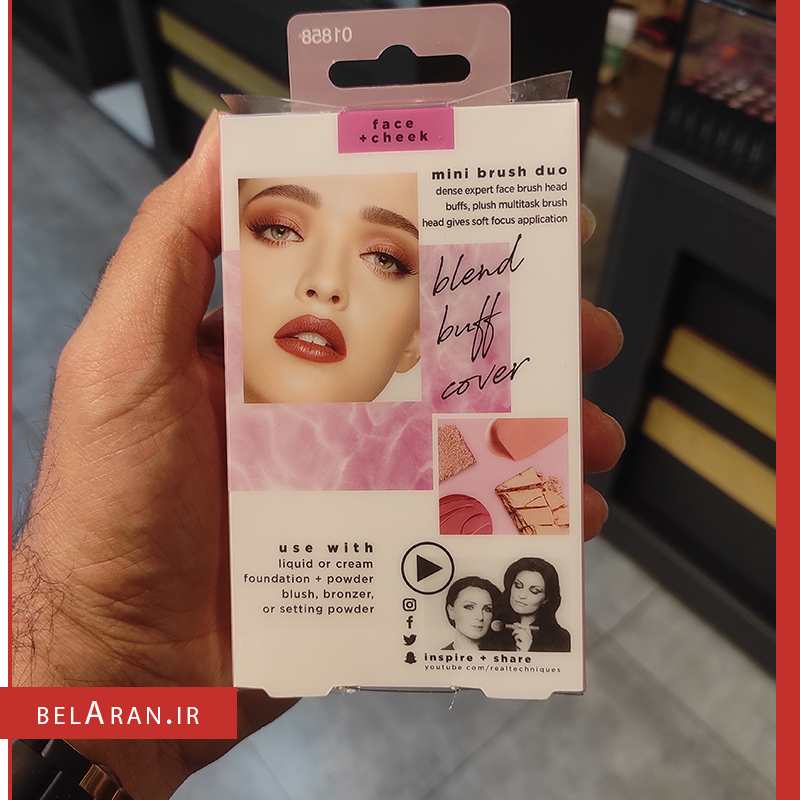 01858
face
+cheek
mini brush duo
dense expert face brush head
buffs, plush multitask brush
head gives soft focus application
blend
buff
cover
use with
liquid or cream
foundation + powder
blush, bronzer,
or setting powder
inspire + share
youtube.com/realtechniques
BELARAN.IR